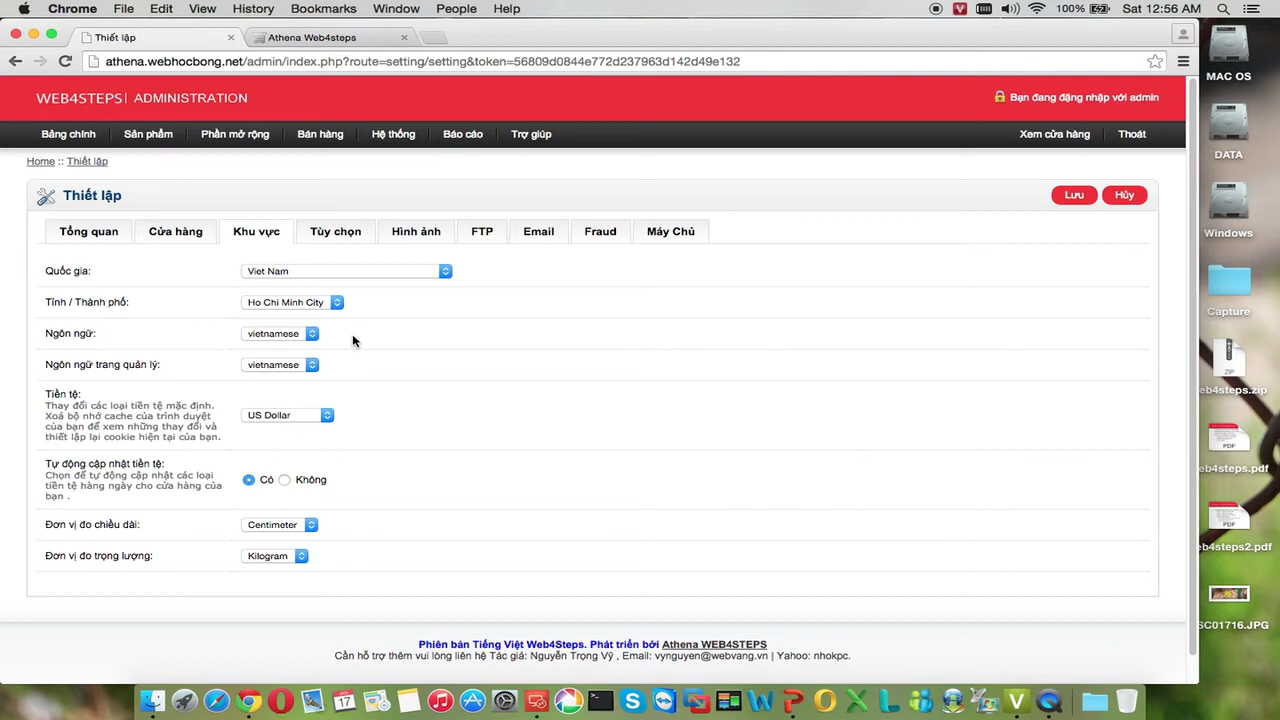 Chrome File Edit View History Bookmarks Window People Help 100% Sat 12:56 AM
Thiết lập Athena Web4steps
athena.webhocbong.net/admin/index.php?route=setting/setting&token=56809d0844e772d237963d142d49e132
WEB4STEPS| ADMINISTRATION Bạn đang đặng nhập với admin
Bảng chính Sản phẩm Phần mở rộng Bán hàng Hệ thống Báo cáo Trợ giúp Xem cửa hàng Thoát
Home :: Thiết lập
Thiết lập Lưu Hủy
Tổng quan Cửa hàng Khu vực Tùy chọn Hình ảnh FTP Email Fraud Máy Chủ
Quốc gia: Viet Nam
Tỉnh / Thành phố: Ho Chi Minh City
Ngôn ngữ: vietnamese
Ngôn ngữ trang quản lý: vietnamese
Tiền tệ:
Thay đổi các loại tiền tệ mặc định.
Xoá bộ nhớ cache của trình duyệt
của bạn để xem những thay đổi và
thiết lập lại cookie hiện tại của bạn.
US Dollar
Tự động cập nhật tiền tệ:
Chọn để tự động cập nhật các loại
tiền tệ hàng ngày cho cửa hàng của
bạn .
Có Không
Đơn vị đo chiều dài: Centimeter
Đơn vị đo trọng lượng: Kilogram
Phiên bản Tiếng Việt Web4Steps. Phát triển bởi Athena WEB4STEPS
Cần hỗ trợ thêm vui lòng liên hệ Tác giả: Nguyễn Trọng Vỹ , Email: vynguyen@webvang.vn | Yahoo: nhokpc.
MAC OS
DATA
Windows
Capture
ZIP
eb4steps.zip
PDF
eb4steps.pdf
PDF
eb4steps2.pdf
SC01716.JPG
17